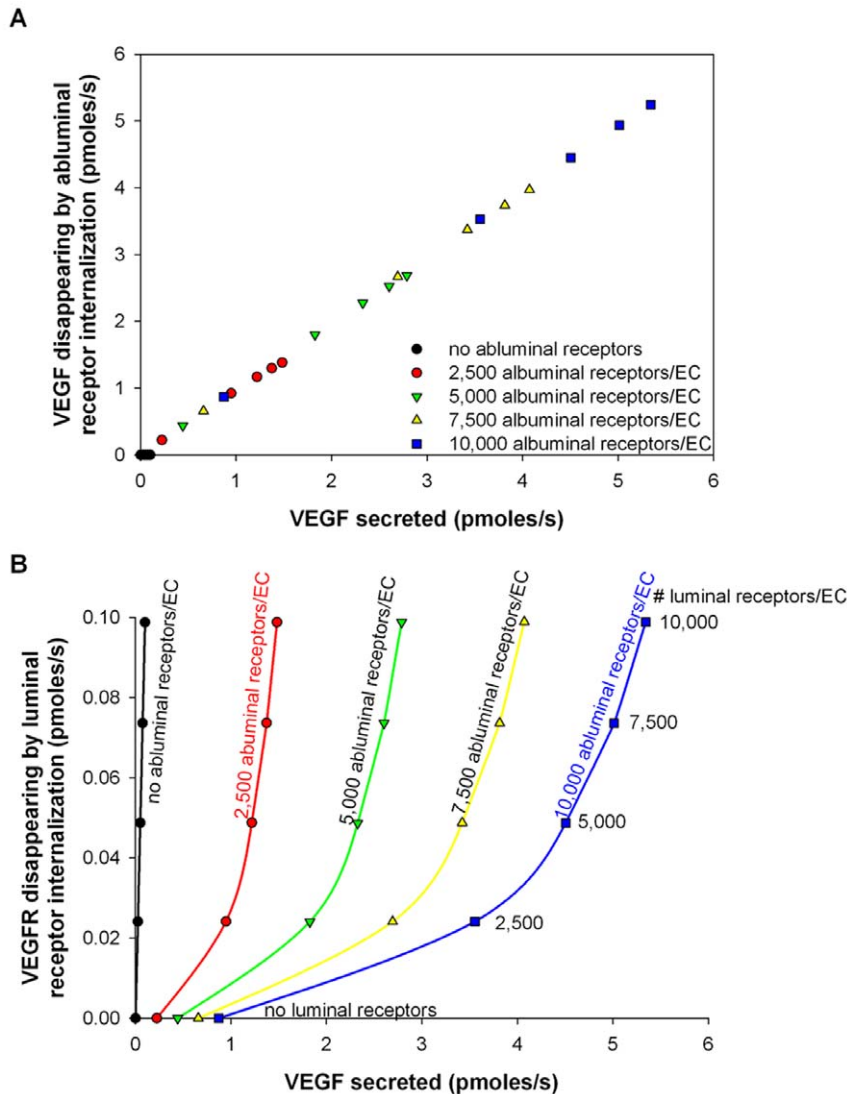 A
VEGF disappearing by abluminal
receptor internalization (pmoles/s)
6
5
4
3
2
1
0
no abluminal receptors
2,500 albuminal receptors/EC
5,000 albuminal receptors/EC
7,500 albuminal receptors/EC
10,000 albuminal receptors/EC
0 1 2 3 4 5 6
VEGF secreted (pmoles/s)
B
VEGFR disappearing by luminal
receptor internalization (pmoles/s)
0.10
0.08
0.06
0.04
0.02
0.00
no abluminal receptors/EC
2,500 abuminal receptors/EC
5,000 abluminal receptors/EC
7,500 abluminal receptors/EC
10,000 abluminal receptors/EC
# luminal receptors/EC
10,000
7,500
5,000
2,500
no luminal receptors
0 1 2 3 4 5 6
VEGF secreted (pmoles/s)